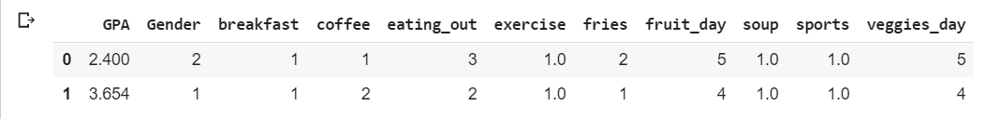 GPA Gender breakfast coffee eating_out exercise fries fruit_day soup sports veggies_day
0 2.400 2 1 1 3 1.0 2 5 1.0 1.0 5
1 3.654 1 1 2 2 1.0 1 4 1.0 1.0 4